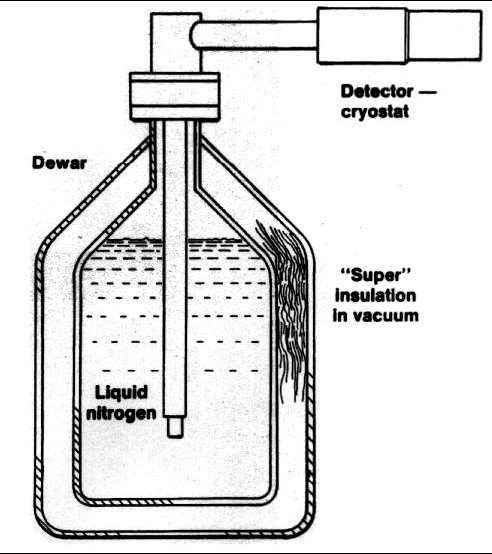 Detector —
cryostat
Dewar
"Super"
insulation
in vacuum
Liquid
nitrogen